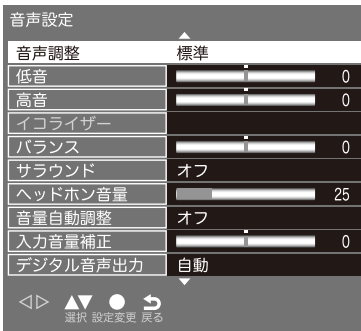 音声設定
音声調整 標準
低音 0
高音 0
イコライザー
バランス 0
サラウンド オフ
ヘッドホン音量 25
音量自動調整 オフ
入力音量補正 0
デジタル音声出力 自動
選択 設定変更 戻る